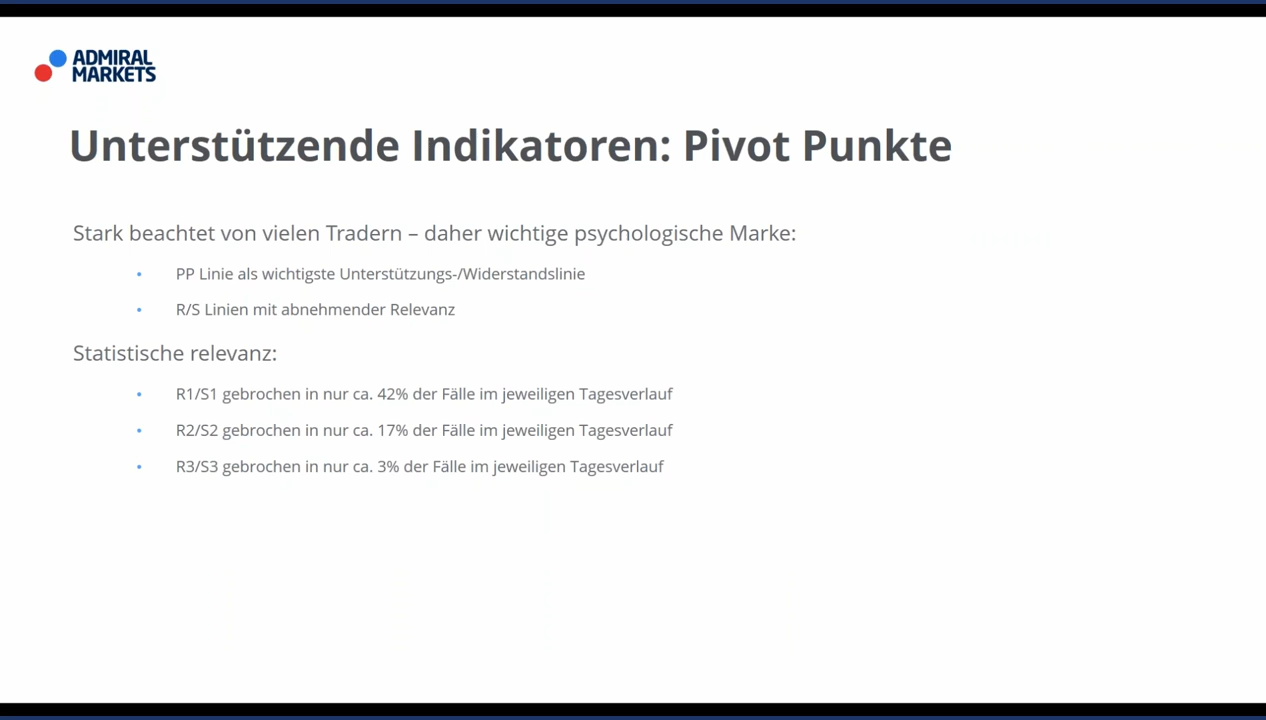 ADMIRAL
MARKETS
Unterstützende Indikatoren: Pivot Punkte
Stark beachtet von vielen Tradern – daher wichtige psychologische Marke:
• PP Linie als wichtigste Unterstützungs-/Widerstandslinie
• R/S Linien mit abnehmender Relevanz
Statistische relevanz:
• R1/S1 gebrochen in nur ca. 42% der Fälle im jeweiligen Tagesverlauf
• R2/S2 gebrochen in nur ca. 17% der Fälle im jeweiligen Tagesverlauf
• R3/S3 gebrochen in nur ca. 3% der Fälle im jeweiligen Tagesverlauf